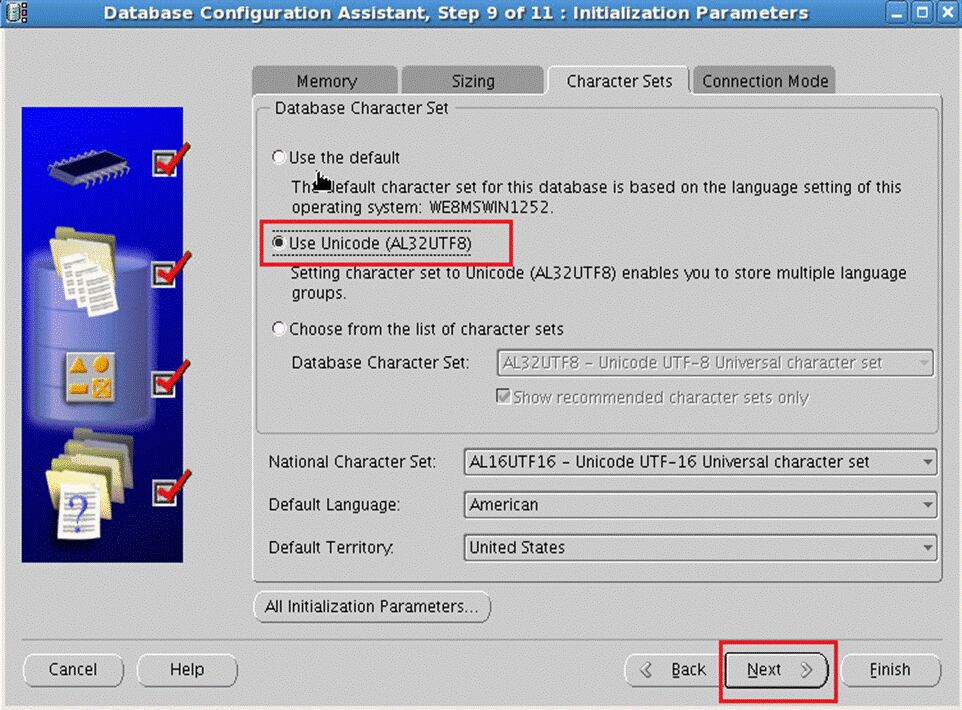 Database Configuration Assistant, Step 9 of 11 : Initialization Parameters
Memory
Sizing
Character Sets
Connection Mode
Database Character Set
Use the default
The default character set for this database is based on the language setting of this
operating system: WE8MSWIN1252.
Use Unicode (AL32UTF8)
Setting character set to Unicode (AL32UTF8) enables you to store multiple language
groups.
Choose from the list of character sets
Database Character Set: AL32UTF8 - Unicode UTF-8 Universal character set
Show recommended character sets only
National Character Set: AL16UTF16 - Unicode UTF-16 Universal character set
Default Language: American
Default Territory: United States
All Initialization Parameters...
Cancel
Help
Back
Next
Finish